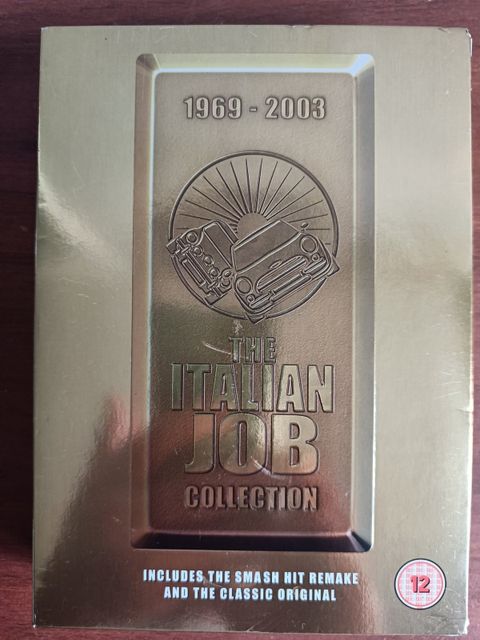 1969 - 2003
THE
ITALIAN
JOB
COLLECTION
INCLUDES THE SMASH HIT REMAKE
AND THE CLASSIC ORIGINAL
12